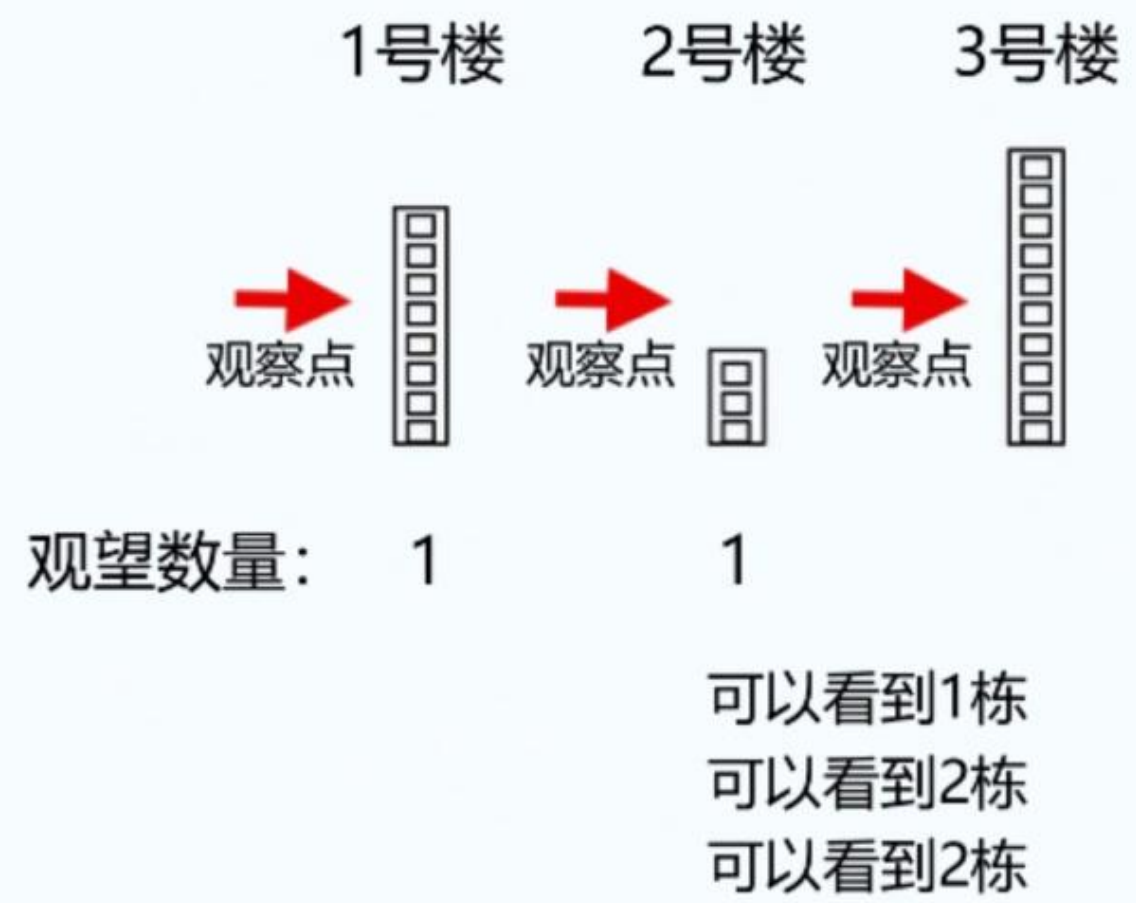 1号楼 2号楼 3号楼
观察点 观察点 观察点
观望数量： 1 1
可以看到1栋
可以看到2栋
可以看到2栋